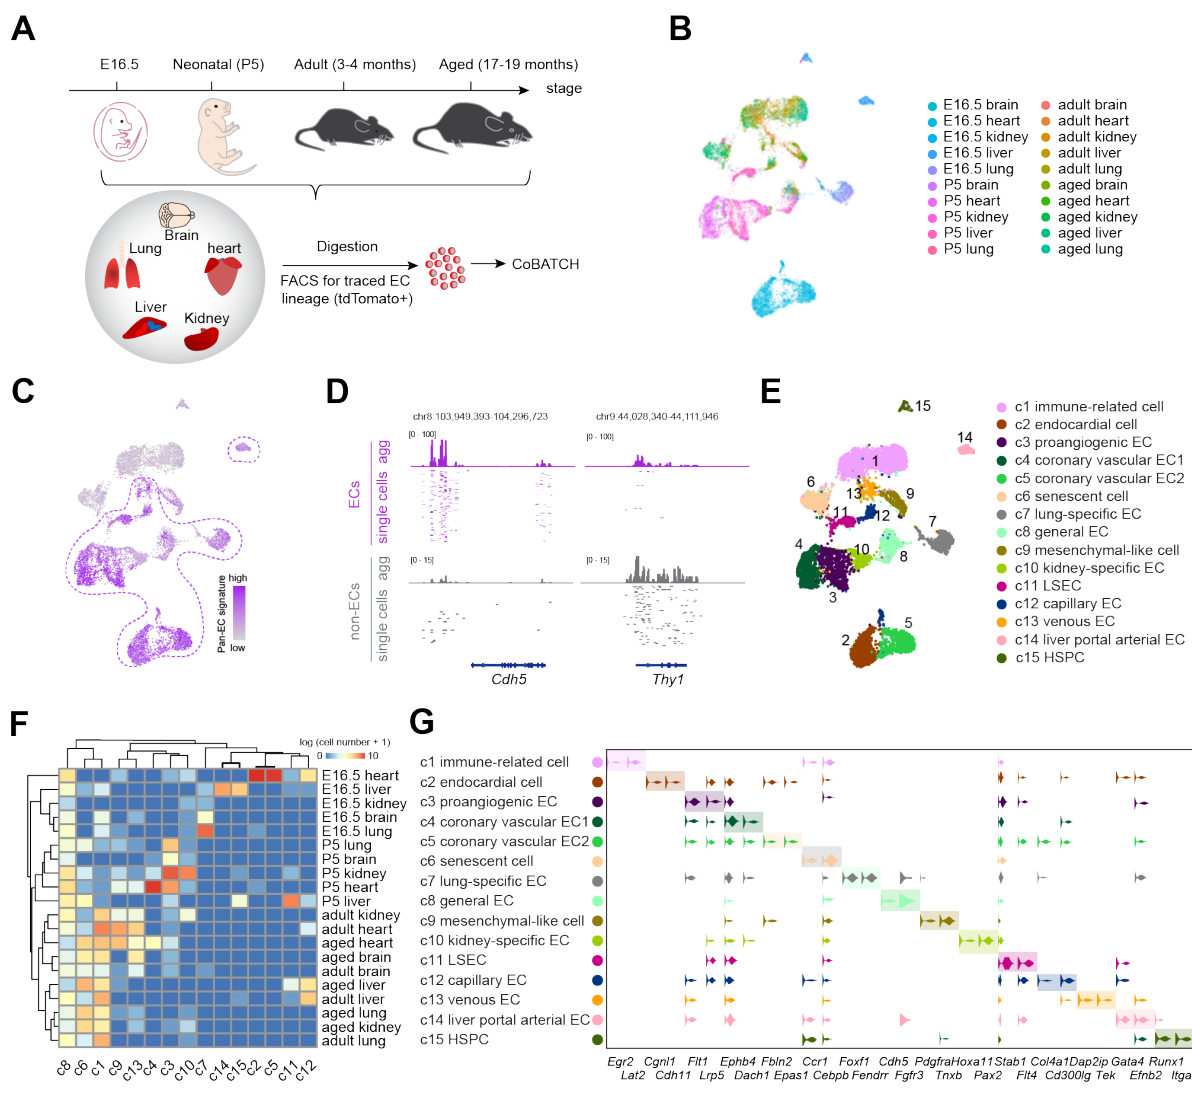 A
E16.5
Neonatal (P5)
Adult (3-4 months)
Aged (17-19 months)
stage
Brain
Lung
heart
Liver
Kidney
Digestion
FACS for traced EC
lineage (tdTomato+)
CoBATCH
B
E16.5 brain
E16.5 heart
E16.5 kidney
E16.5 liver
E16.5 lung
P5 brain
P5 heart
P5 kidney
P5 liver
P5 lung
adult brain
adult heart
adult kidney
adult liver
adult lung
aged brain
aged heart
aged kidney
aged liver
aged lung
C
Pan-EC signature
high
low
D
chr8:103,949,393-104,296,723
chr9:44,028,340-44,111,946
[0 - 100]
[0 - 100]
ECs
single cells agg
[0 - 15]
[0 - 15]
non-ECs
single cells agg
Cdh5
Thy1
E
15
14
1
6
13
9
11
12
7
4
10
8
3
2
5
c1 immune-related cell
c2 endocardial cell
c3 proangiogenic EC
c4 coronary vascular EC1
c5 coronary vascular EC2
c6 senescent cell
c7 lung-specific EC
c8 general EC
c9 mesenchymal-like cell
c10 kidney-specific EC
c11 LSEC
c12 capillary EC
c13 venous EC
c14 liver portal arterial EC
c15 HSPC
F
log (cell number + 1)
0 10
E16.5 heart
E16.5 liver
E16.5 kidney
E16.5 brain
E16.5 lung
P5 lung
P5 brain
P5 kidney
P5 heart
P5 liver
adult kidney
adult heart
aged heart
aged brain
adult brain
aged liver
adult liver
aged lung
aged kidney
adult lung
c8 c6 c1 c9 c13 c4 c3 c10 c7 c14 c15 c2 c5 c11 c12
G
c1 immune-related cell
c2 endocardial cell
c3 proangiogenic EC
c4 coronary vascular EC1
c5 coronary vascular EC2
c6 senescent cell
c7 lung-specific EC
c8 general EC
c9 mesenchymal-like cell
c10 kidney-specific EC
c11 LSEC
c12 capillary EC
c13 venous EC
c14 liver portal arterial EC
c15 HSPC
Egr2 Cgnl1 Flt1 Ephb4 Fbln2 Ccr1 Foxf1 Cdh5 Pdgfra Hoxa11 Stab1 Col4a1 Dap2ip Gata4 Runx1
Lat2 Cdh11 Lrp5 Dach1 Epas1 Cebpb Fendrr Fgfr3 Tnxb Pax2 Flt4 Cd300lg Tek Efnb2 Itga